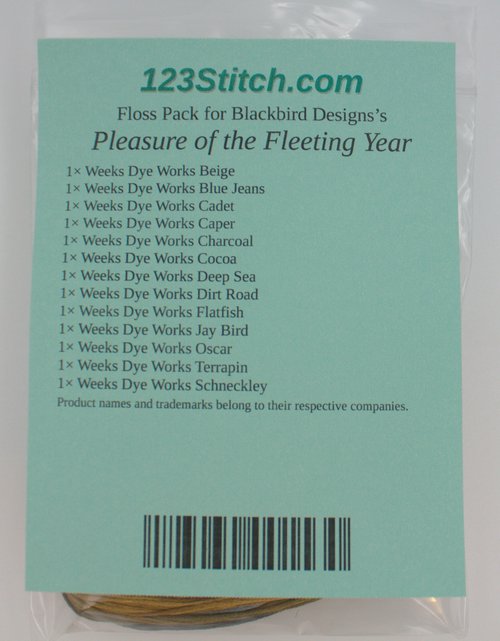 123Stitch.com
Floss Pack for Blackbird Designs’s
Pleasure of the Fleeting Year
1× Weeks Dye Works Beige
1× Weeks Dye Works Blue Jeans
1× Weeks Dye Works Cadet
1× Weeks Dye Works Caper
1× Weeks Dye Works Charcoal
1× Weeks Dye Works Cocoa
1× Weeks Dye Works Deep Sea
1× Weeks Dye Works Dirt Road
1× Weeks Dye Works Flatfish
1× Weeks Dye Works Jay Bird
1× Weeks Dye Works Oscar
1× Weeks Dye Works Terrapin
1× Weeks Dye Works Schneckley
Product names and trademarks belong to their respective companies.